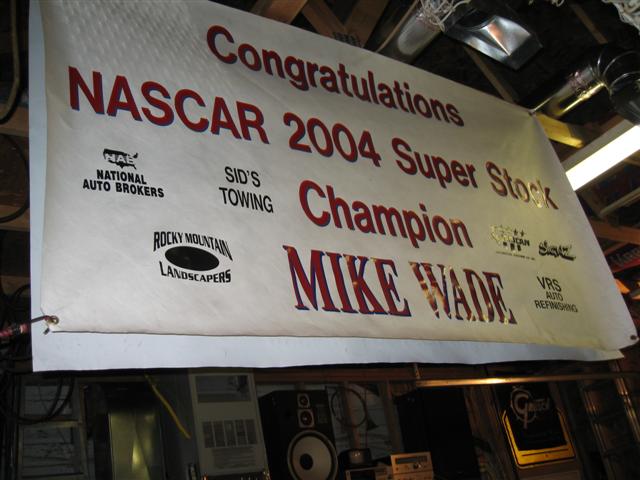 Congratulations
NASCAR 2004 Super Stock
Champion
MIKE WADE
NAB
NATIONAL
AUTO BROKERS
SID'S
TOWING
ROCKY MOUNTAIN
LANDSCAPERS
VRS
AUTO
REFINISHING